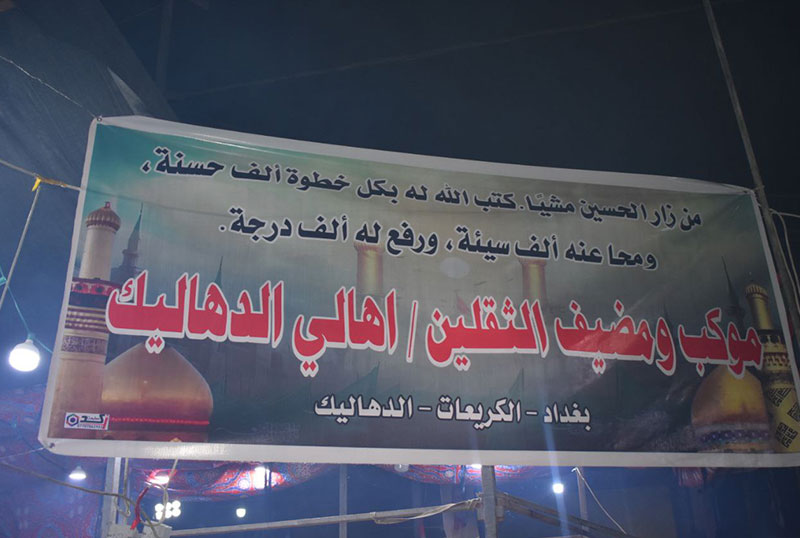 من زار الحسين مشيًا. كتب الله له بكل خطوة ألف حسنة،
ومحا عنه ألف سيئة، ورفع له ألف درجة.
موكب ومضيف الثقلين / اهالي الدهاليك
بغداد - الكريعات - الدهاليك